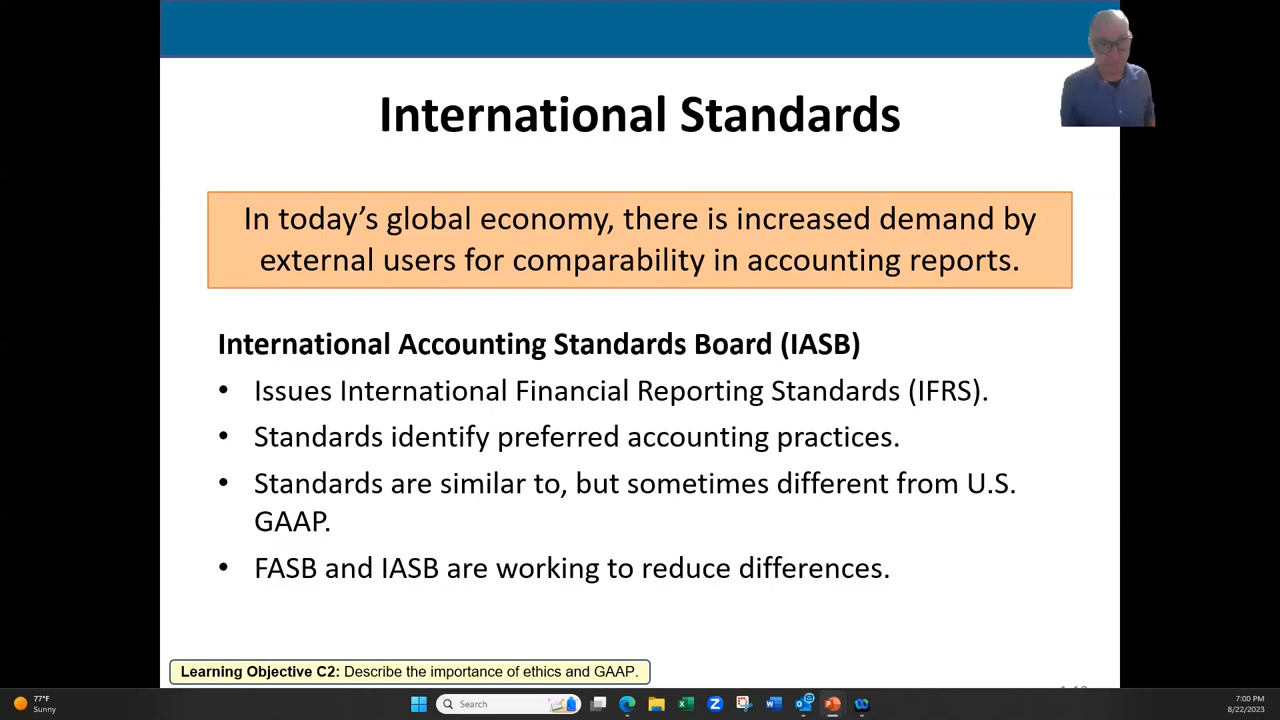 International Standards
In today’s global economy, there is increased demand by
external users for comparability in accounting reports.
International Accounting Standards Board (IASB)
• Issues International Financial Reporting Standards (IFRS).
• Standards identify preferred accounting practices.
• Standards are similar to, but sometimes different from U.S.
GAAP.
• FASB and IASB are working to reduce differences.
Learning Objective C2: Describe the importance of ethics and GAAP.
77°F
Sunny
Search
7:00 PM
8/22/2023